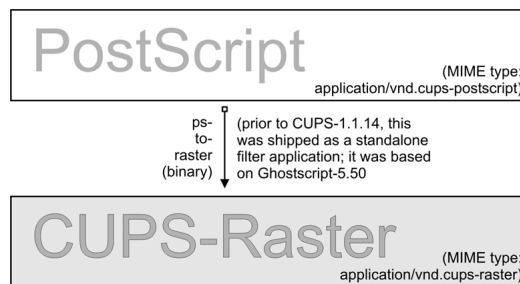 PostScript
(MIME type:
application/vnd.cups-postscript)
ps-
to-
raster
(binary)
(prior to CUPS-1.1.14, this
was shipped as a standalone
filter application; it was based
on Ghostscript-5.50
CUPS-Raster
(MIME type:
application/vnd.cups-raster)